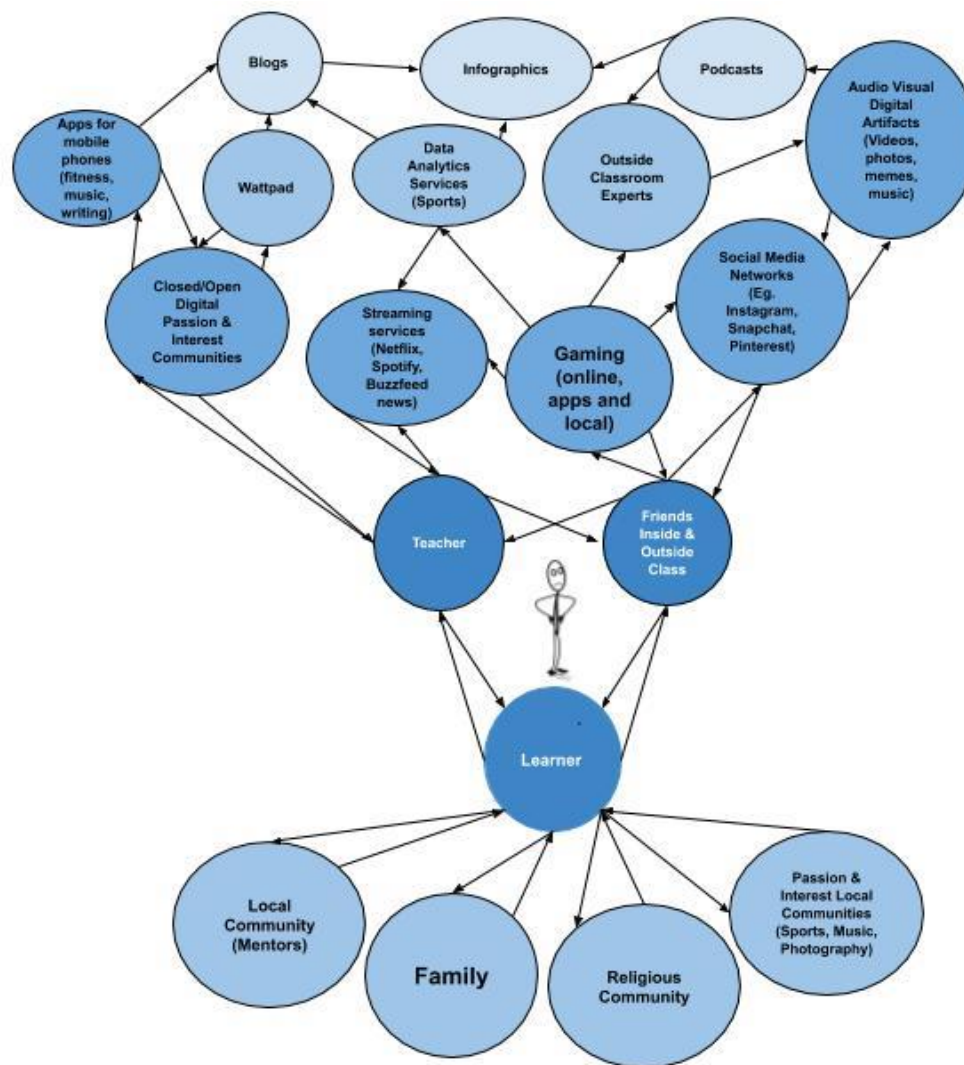 Blogs
Infographics
Podcasts
Audio Visual
Digital
Artifacts
(Videos,
photos,
memes,
music)
Apps for
mobile
phones
(fitness,
music,
writing)
Wattpad
Data
Analytics
Services
(Sports)
Outside
Classroom
Experts
Closed/Open
Digital
Passion &
Interest
Communities
Streaming
services
(Netflix,
Spotify,
Buzzfeed
news)
Gaming
(online,
apps and
local)
Social Media
Networks
(Eg.
Instagram,
Snapchat,
Pinterest)
Teacher
Friends
Inside &
Outside
Class
Learner
Local
Community
(Mentors)
Family
Religious
Community
Passion &
Interest Local
Communities
(Sports, Music,
Photography)